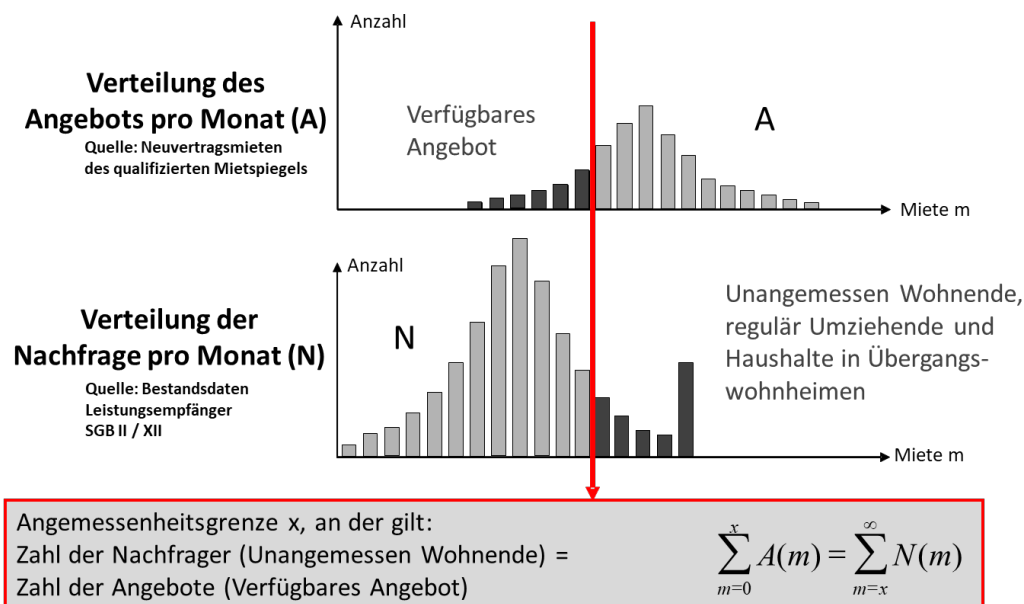 Anzahl
Verteilung des
Angebots pro Monat (A)
Quelle: Neuvertragsmieten
des qualifizierten Mietspiegels
Verfügbares
Angebot
A
Miete m
Anzahl
Verteilung der
Nachfrage pro Monat (N)
Quelle: Bestandsdaten
Leistungsempfänger
SGB II / XII
N
Unangemessen Wohnende,
regulär Umziehende und
Haushalte in Übergangs-
wohnheimen
Miete m
Angemessenheitsgrenze x, an der gilt:
Zahl der Nachfrager (Unangemessen Wohnende) =
Zahl der Angebote (Verfügbares Angebot)
∑_{m=0}^{x} A(m) = ∑_{m=x}^{∞} N(m)